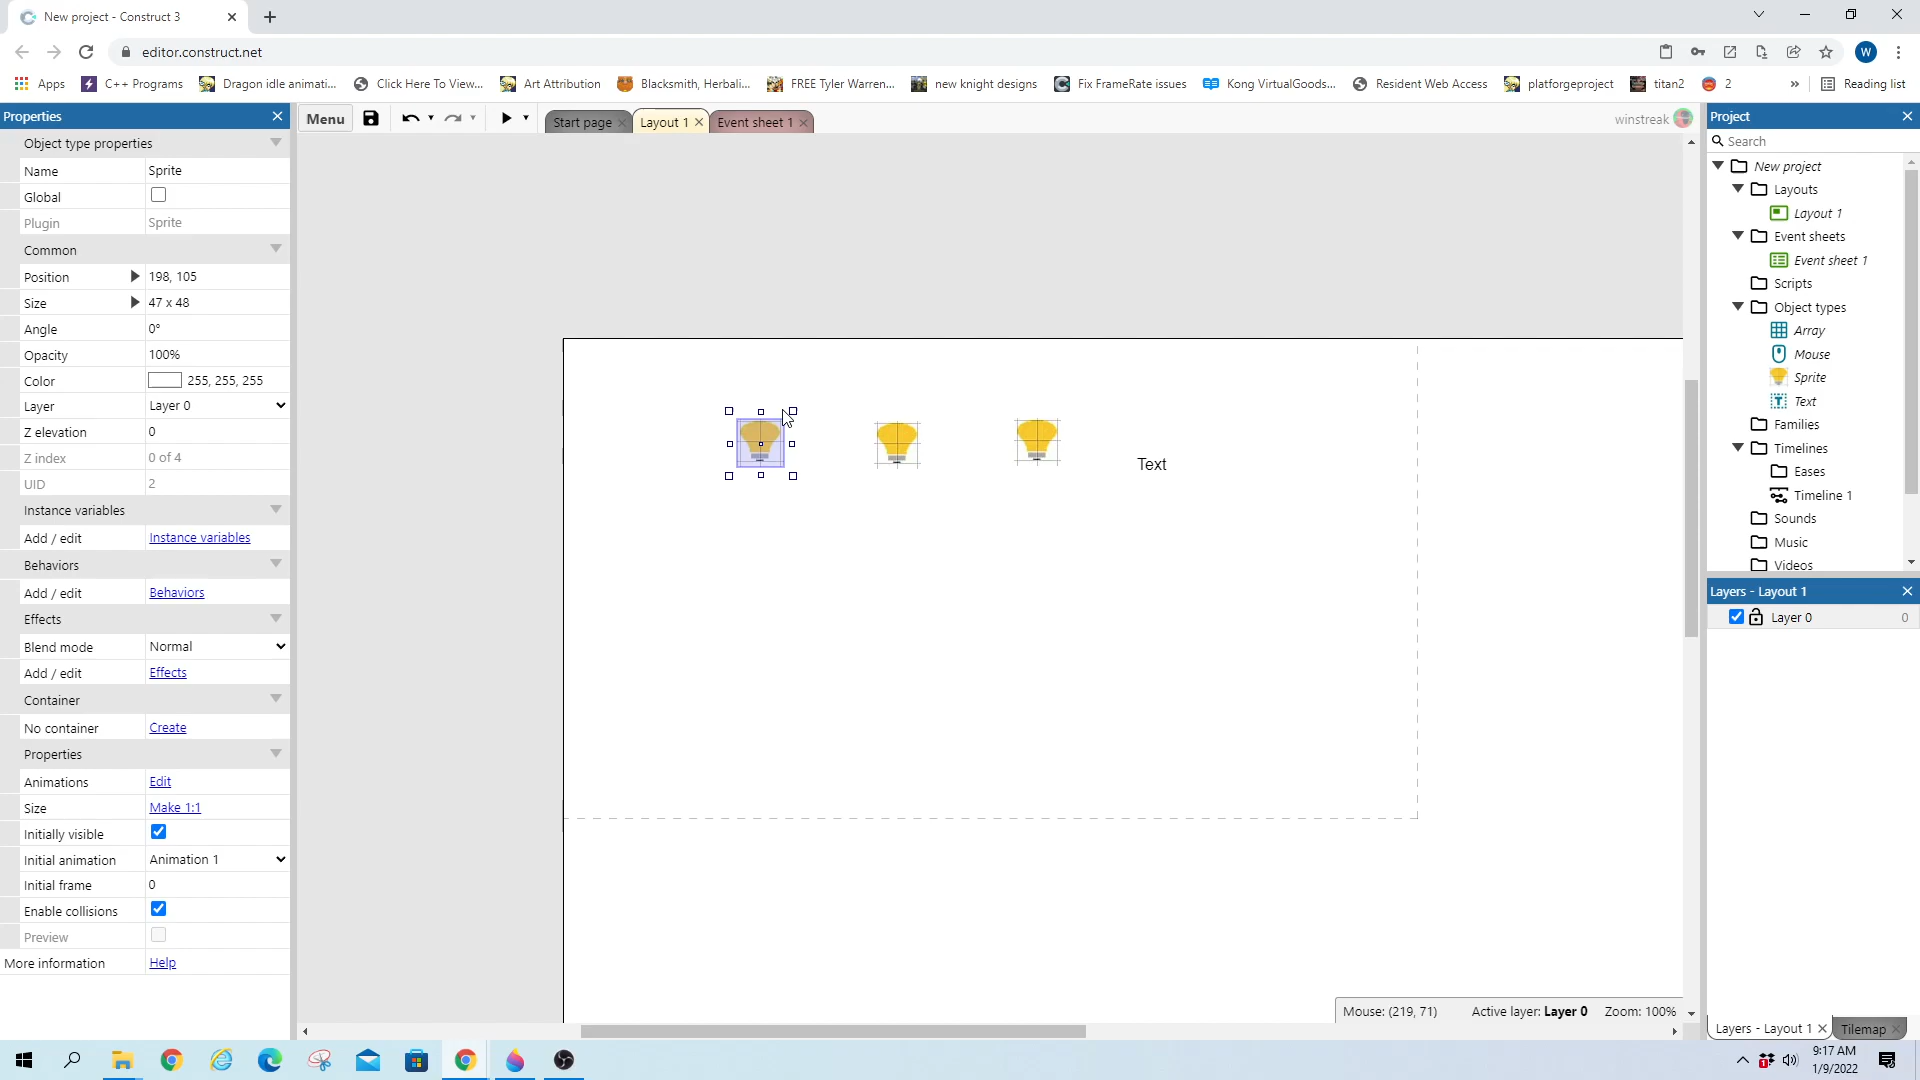 New project - Construct 3
editor.construct.net
W
Apps
C++ Programs
Dragon idle animati...
Click Here To View...
Art Attribution
Blacksmith, Herbali...
FREE Tyler Warren...
new knight designs
Fix FrameRate issues
Kong VirtualGoods...
Resident Web Access
platforgeproject
titan2
2
»
Reading list
Properties
Menu
Start page
Layout 1
Event sheet 1
winstreak
Project
Object type properties
Search
Name Sprite
Global
Plugin Sprite
Common
Position 198, 105
Size 47 x 48
Angle 0°
Opacity 100%
Color 255, 255, 255
Layer Layer 0
Z elevation 0
Z index 0 of 4
UID 2
Instance variables
Add / edit Instance variables
Behaviors
Add / edit Behaviors
Effects
Blend mode Normal
Add / edit Effects
Container
No container Create
Properties
Animations Edit
Size Make 1:1
Initially visible
Initial animation Animation 1
Initial frame 0
Enable collisions
Preview
More information Help
Text
New project
Layouts
Layout 1
Event sheets
Event sheet 1
Scripts
Object types
Array
Mouse
Sprite
Text
Families
Timelines
Eases
Timeline 1
Sounds
Music
Videos
Layers - Layout 1
Layer 0 0
Mouse: (219, 71) Active layer: Layer 0 Zoom: 100%
Layers - Layout 1
Tilemap
9:17 AM
1/9/2022